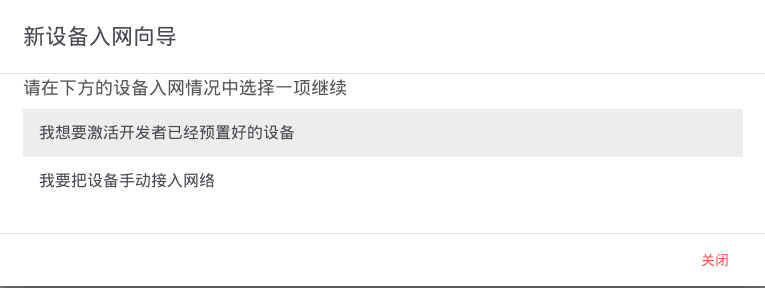 新设备入网向导
请在下方的设备入网情况中选择一项继续
我想要激活开发者已经预置好的设备
我要把设备手动接入网络
关闭